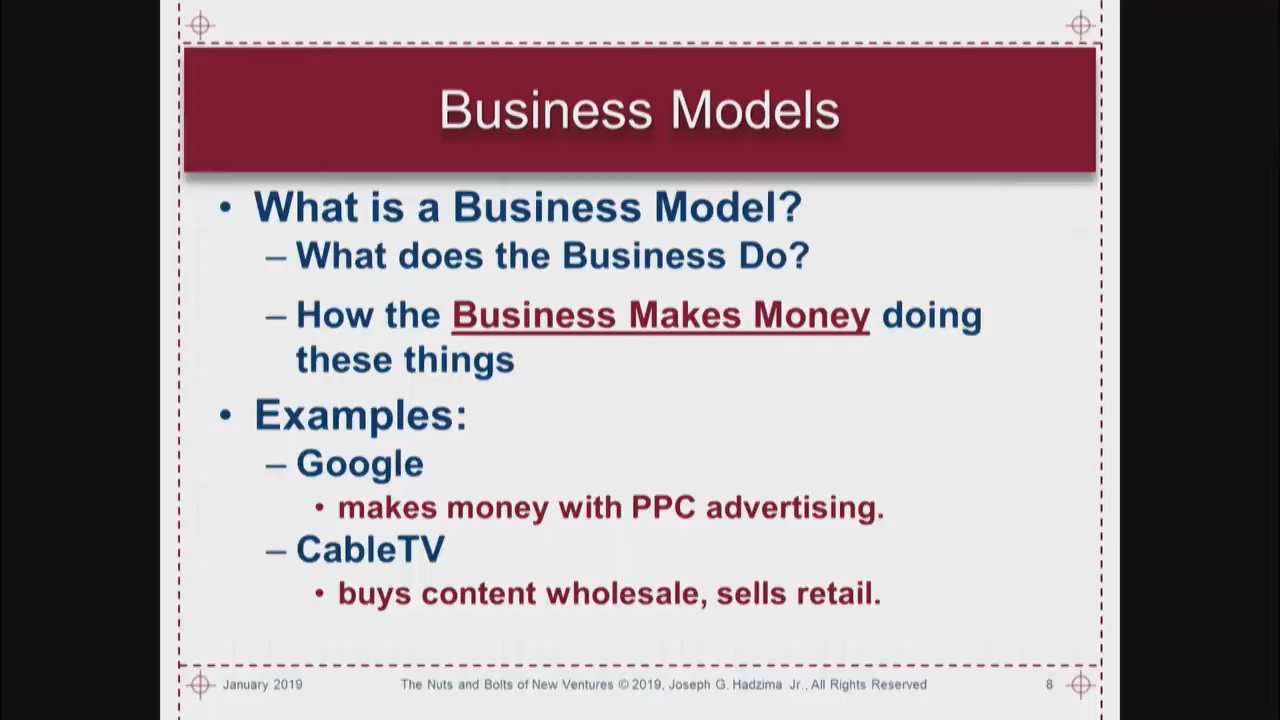 Business Models
• What is a Business Model?
– What does the Business Do?
– How the Business Makes Money doing
these things
• Examples:
– Google
• makes money with PPC advertising.
– CableTV
• buys content wholesale, sells retail.
January 2019 The Nuts and Bolts of New Ventures © 2019, Joseph G. Hadzima Jr., All Rights Reserved 8